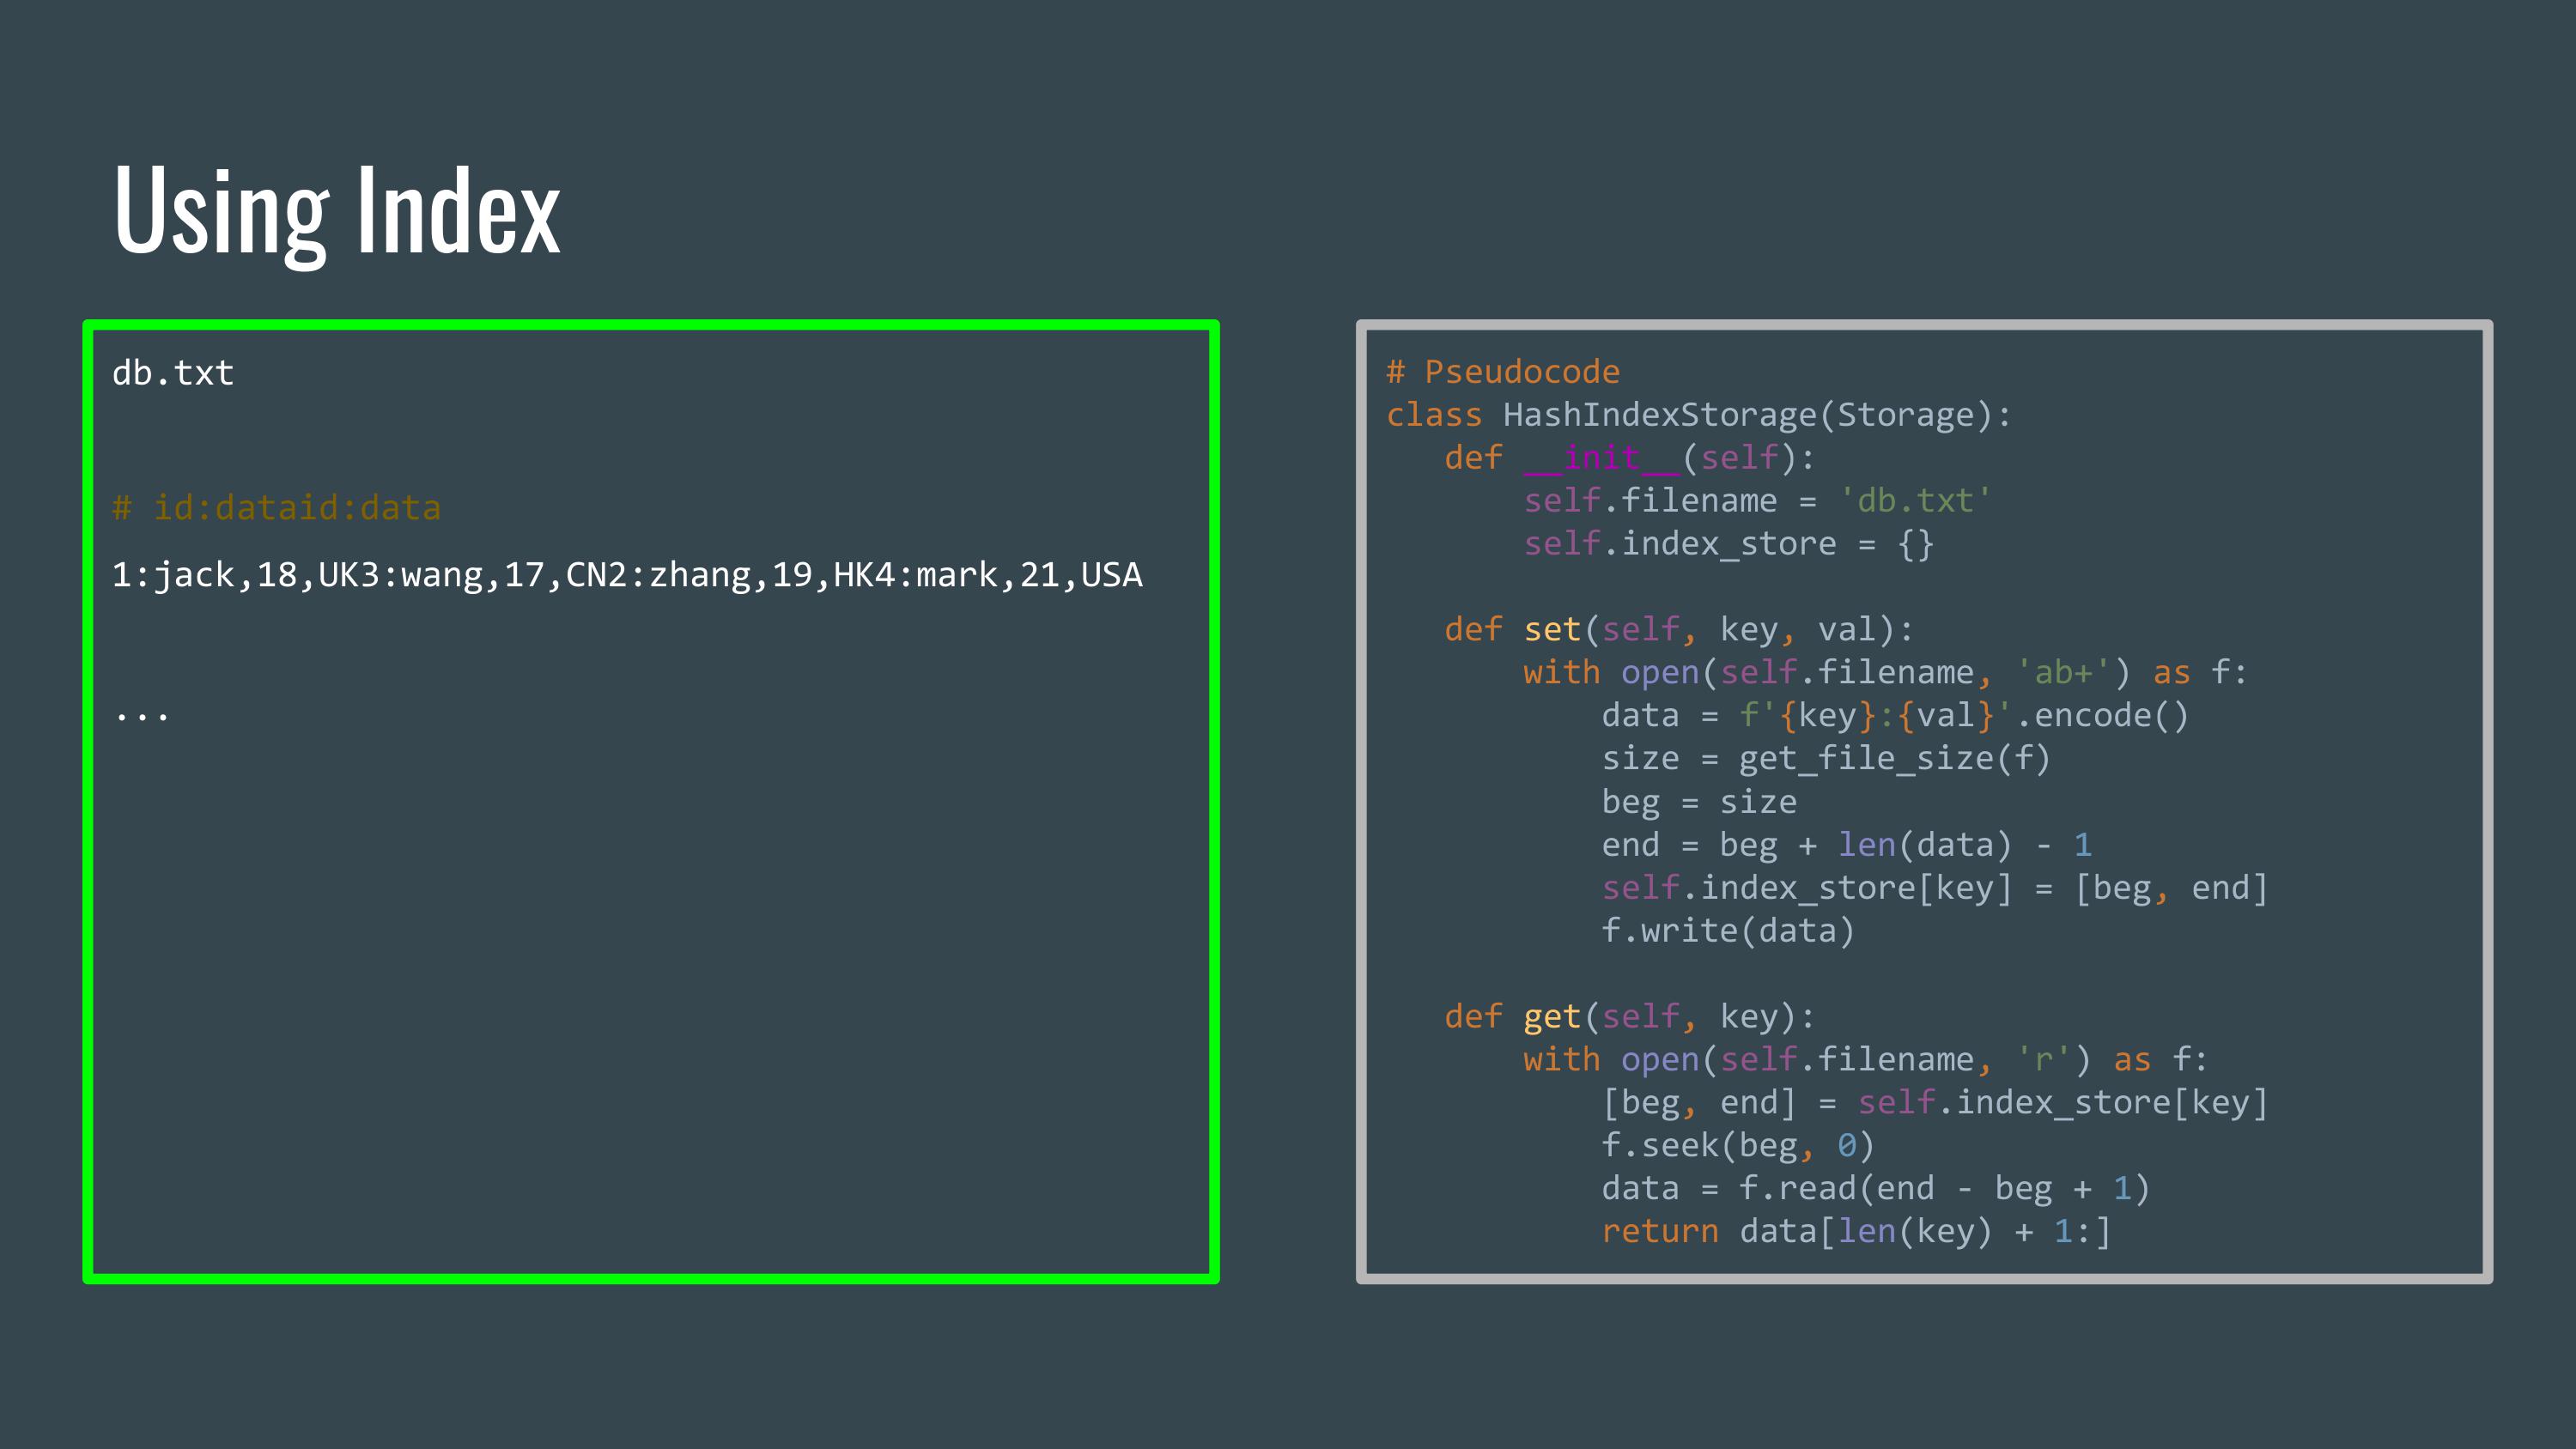 Using Index
db.txt
# id:dataid:data
1:jack,18,UK3:wang,17,CN2:zhang,19,HK4:mark,21,USA
...
# Pseudocode
class HashIndexStorage(Storage):
   def __init__(self):
       self.filename = 'db.txt'
       self.index_store = {}
   def set(self, key, val):
       with open(self.filename, 'ab+') as f:
           data = f'{key}:{val}'.encode()
           size = get_file_size(f)
           beg = size
           end = beg + len(data) - 1
           self.index_store[key] = [beg, end]
           f.write(data)
   def get(self, key):
       with open(self.filename, 'r') as f:
           [beg, end] = self.index_store[key]
           f.seek(beg, 0)
           data = f.read(end - beg + 1)
           return data[len(key) + 1:]